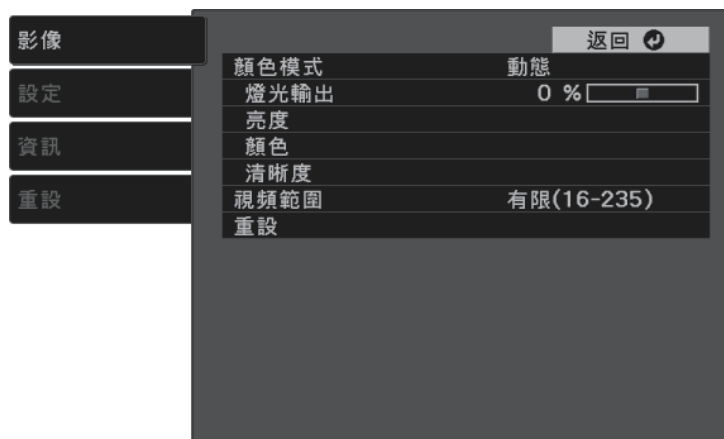 影像
設定
資訊
重設
返回
顏色模式 動態
燈光輸出 0 %
亮度
顏色
清晰度
視頻範圍 有限(16-235)
重設